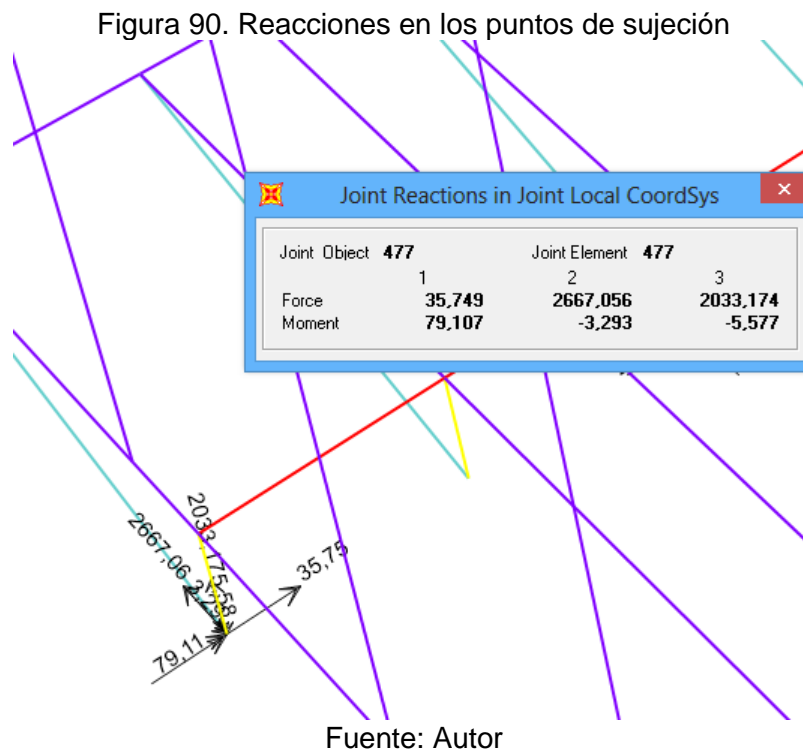 Figura 90. Reacciones en los puntos de sujeción
Joint Reactions in Joint Local CoordSys
Joint Object 477 Joint Element 477
1 2 3
Force 35,749 2667,056 2033,174
Moment 79,107 -3,293 -5,577
2667,06
35,75
79,11
Fuente: Autor